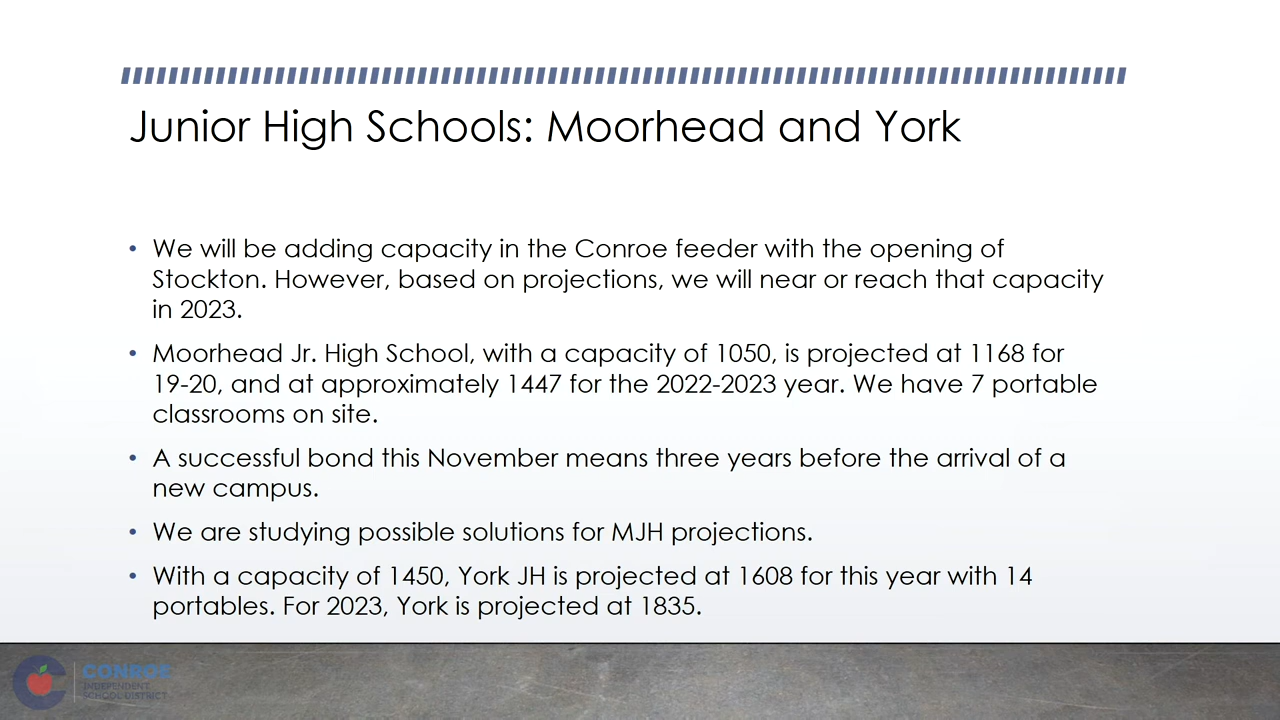 Junior High Schools: Moorhead and York
• We will be adding capacity in the Conroe feeder with the opening of
Stockton. However, based on projections, we will near or reach that capacity
in 2023.
• Moorhead Jr. High School, with a capacity of 1050, is projected at 1168 for
19-20, and at approximately 1447 for the 2022-2023 year. We have 7 portable
classrooms on site.
• A successful bond this November means three years before the arrival of a
new campus.
• We are studying possible solutions for MJH projections.
• With a capacity of 1450, York JH is projected at 1608 for this year with 14
portables. For 2023, York is projected at 1835.
CONROE
INDEPENDENT
SCHOOL DISTRICT